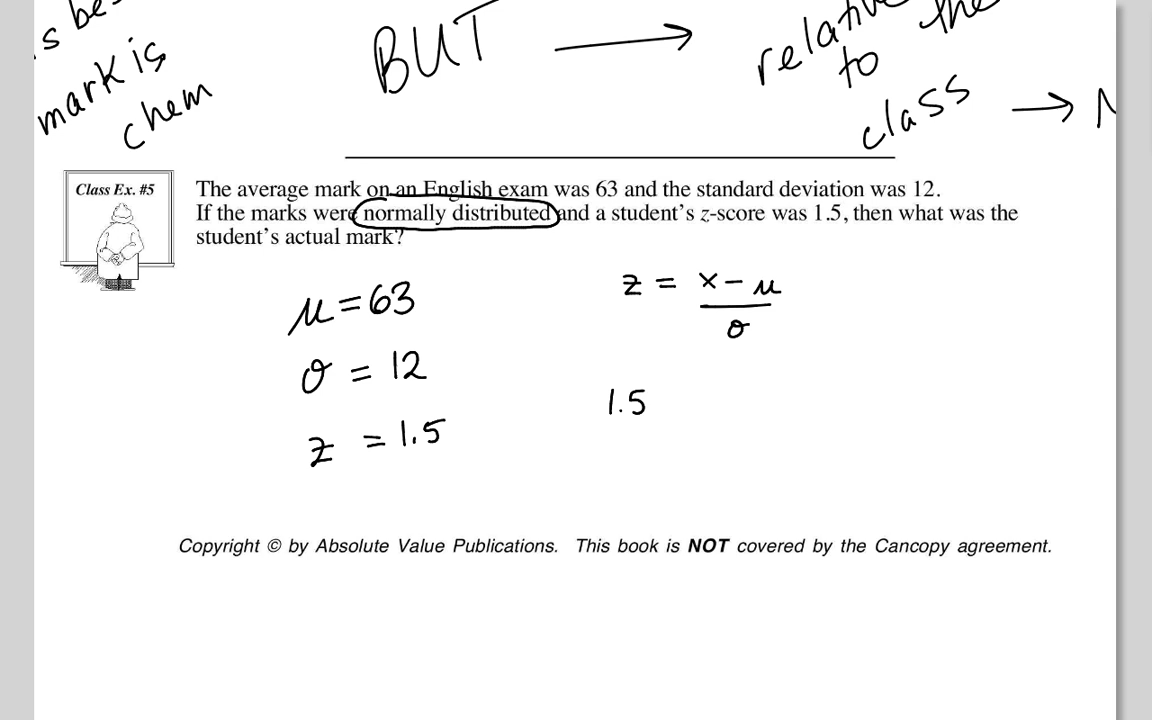 s be
mark is
chem
BUT →
relativ
to the
class →
Class Ex. #5
The average mark on an English exam was 63 and the standard deviation was 12.
If the marks were normally distributed and a student's z-score was 1.5, then what was the
student's actual mark?
μ = 63
σ = 12
z = 1.5
z = x - μ
σ
1.5
Copyright © by Absolute Value Publications. This book is NOT covered by the Cancopy agreement.